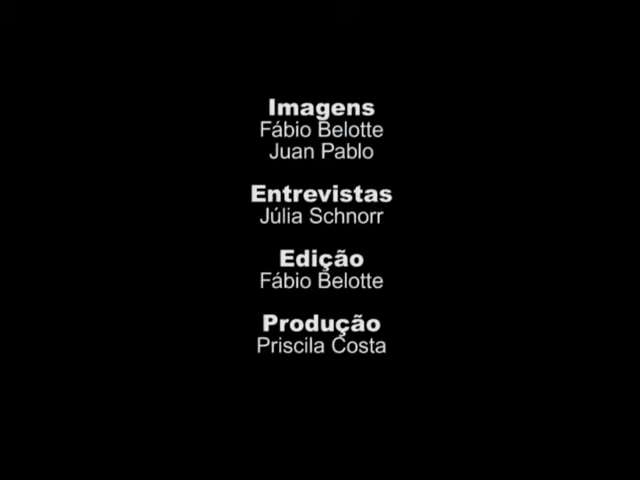 Imagens
Fábio Belotte
Juan Pablo
Entrevistas
Júlia Schnorr
Edição
Fábio Belotte
Produção
Priscila Costa